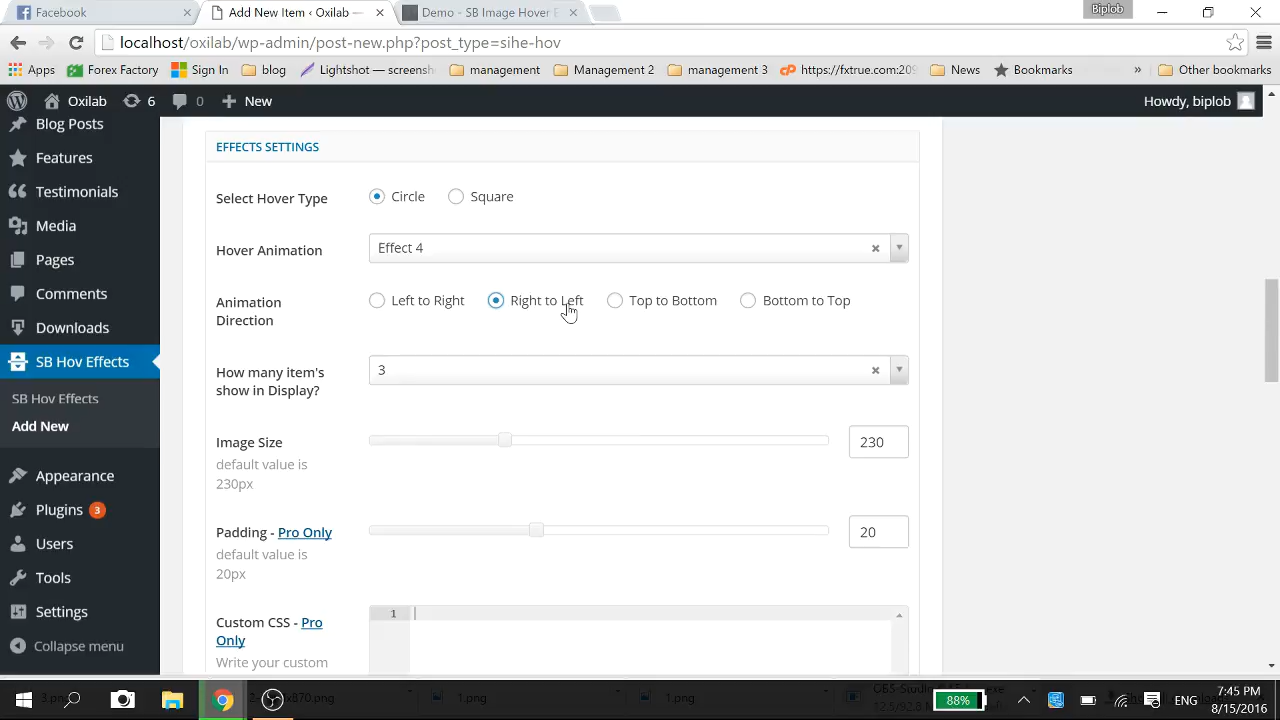 Facebook
Add New Item ‹ Oxilab
Demo - SB Image Hover E
Biplob
localhost/oxilab/wp-admin/post-new.php?post_type=sihe-hov
Apps
Forex Factory
Sign In
blog
Lightshot — screensh
management
Management 2
management 3
https://fxtrueno:209
News
Bookmarks
»
Other bookmarks
Oxilab
6
0
New
Howdy, biplob
Blog Posts
Features
Testimonials
Media
Pages
Comments
Downloads
SB Hov Effects
SB Hov Effects
Add New
Appearance
Plugins 3
Users
Tools
Settings
Collapse menu
EFFECTS SETTINGS
Select Hover Type
Circle
Square
Hover Animation
Effect 4
Animation
Direction
Left to Right
Right to Left
Top to Bottom
Bottom to Top
How many item's
show in Display?
3
Image Size
default value is
230px
230
Padding - Pro Only
default value is
20px
20
Custom CSS - Pro
Only
Write your custom
1
3.png
1.png
1.png
88%
ENG
7:45 PM
8/15/2016